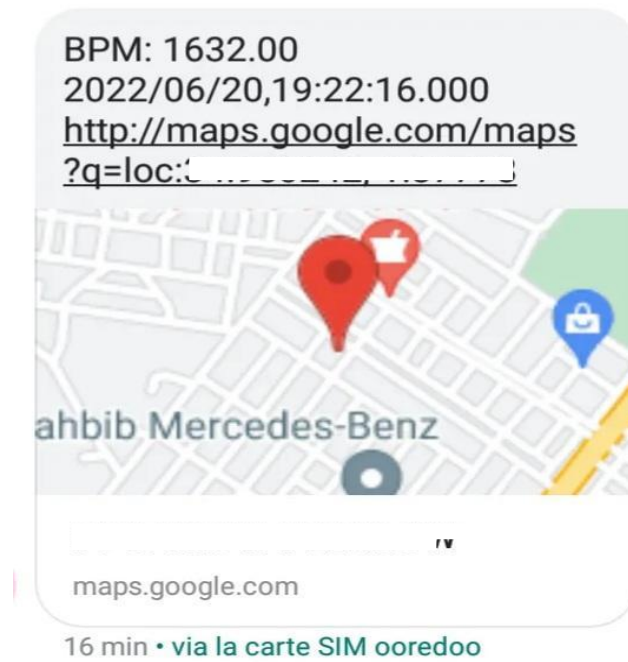 BPM: 1632.00
2022/06/20,19:22:16.000
http://maps.google.com/maps
?q=loc:
ahbib Mercedes-Benz
maps.google.com
16 min • via la carte SIM ooredoo